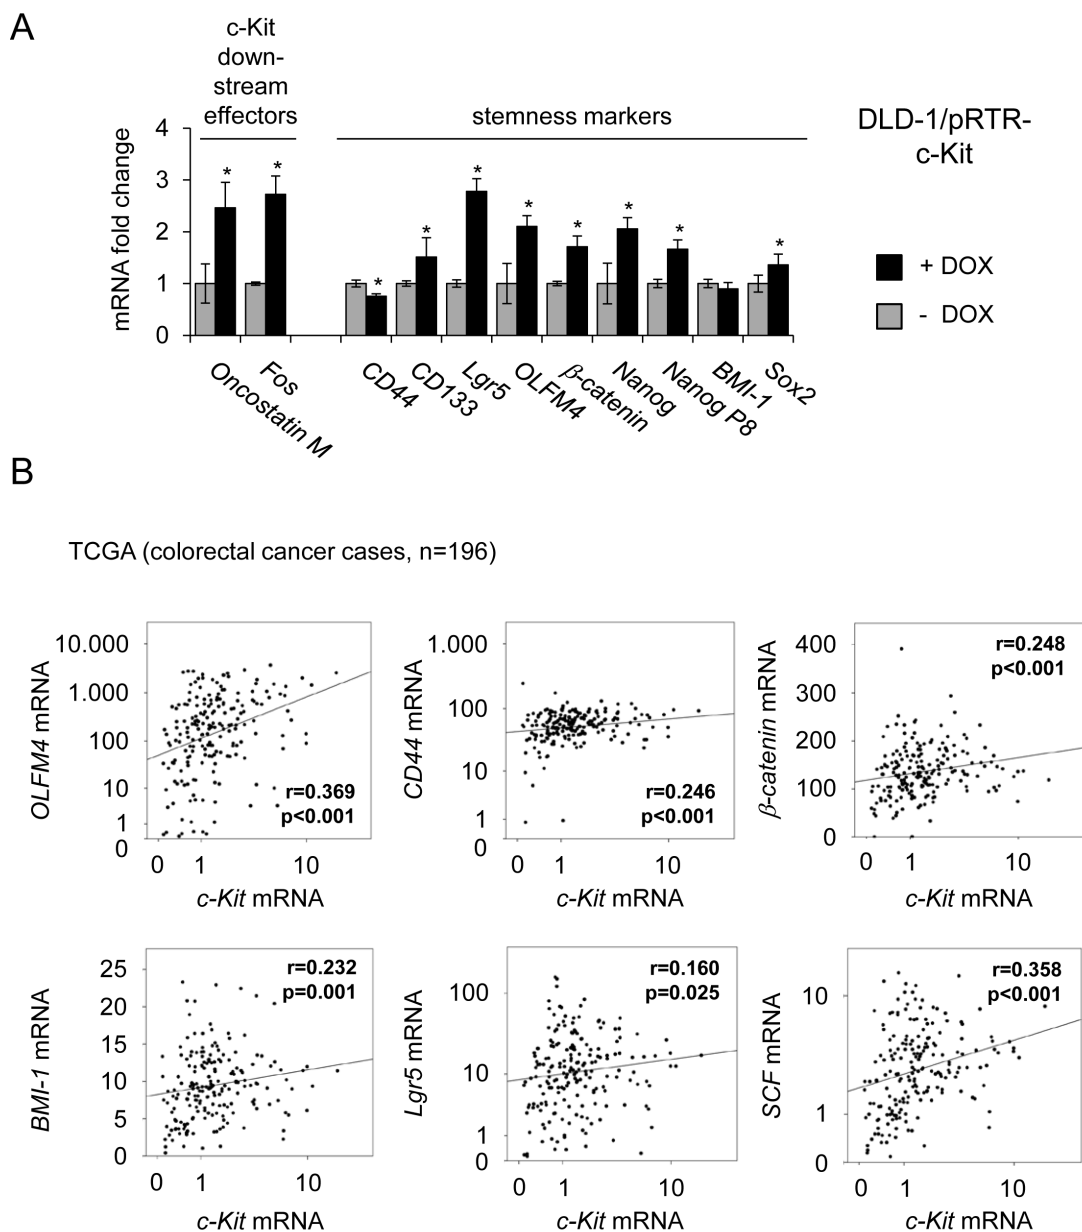 A
c-Kit
down-
stream
effectors
stemness markers
DLD-1/pRTR-
c-Kit
mRNA fold change
4
3
2
1
0
* * * * * * * * * *
+ DOX
- DOX
Oncostatin M
Fos
CD44
CD133
Lgr5
OLFM4
β-catenin
Nanog
Nanog P8
BMI-1
Sox2
B
TCGA (colorectal cancer cases, n=196)
OLFM4 mRNA
10.000
1.000
100
10
1
0
r=0.369
p<0.001
0 1 10
c-Kit mRNA
CD44 mRNA
1.000
100
10
1
0
r=0.246
p<0.001
0 1 10
c-Kit mRNA
β-catenin mRNA
400
300
200
100
0
r=0.248
p<0.001
0 1 10
c-Kit mRNA
BMI-1 mRNA
25
20
15
10
5
0
r=0.232
p=0.001
0 1 10
c-Kit mRNA
Lgr5 mRNA
100
10
1
0
r=0.160
p=0.025
0 1 10
c-Kit mRNA
SCF mRNA
10
1
0
r=0.358
p<0.001
0 1 10
c-Kit mRNA